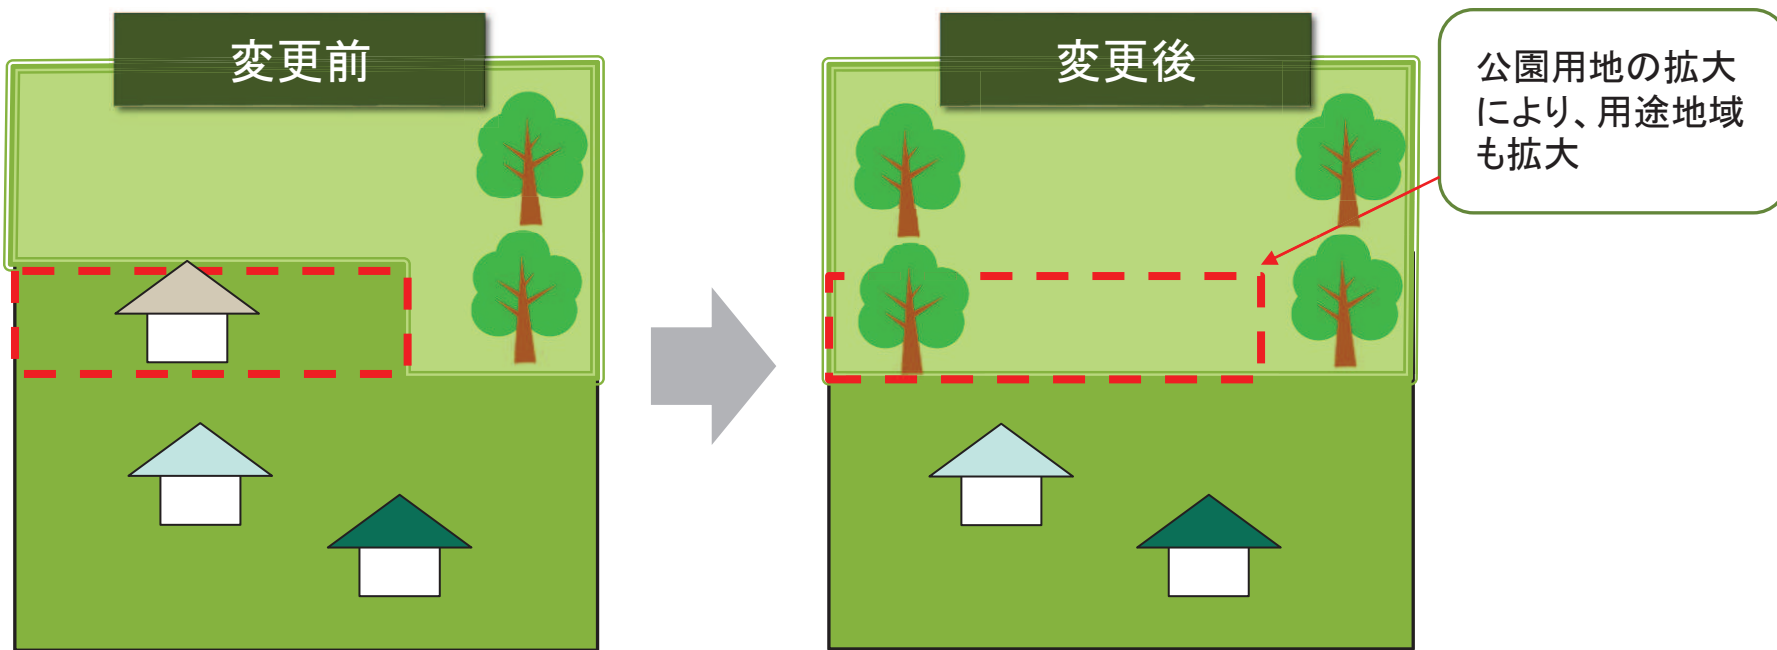 変更前
変更後
公園用地の拡大
により、用途地域
も拡大